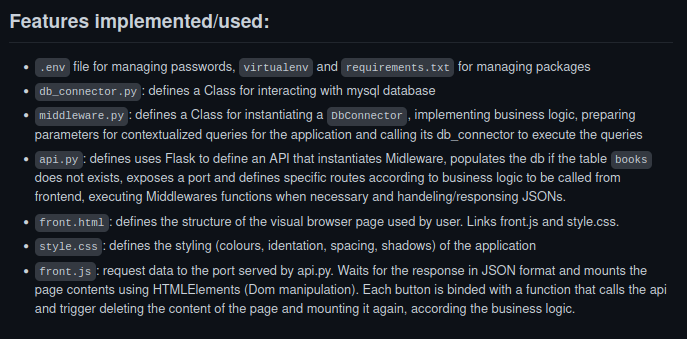 Features implemented/used:
.env file for managing passwords, virtualenv and requirements.txt for managing packages
db_connector.py: defines a Class for interacting with mysql database
middleware.py: defines a Class for instantiating a DbConnector, implementing business logic, preparing
parameters for contextualized queries for the application and calling its db_connector to execute the queries
api.py: defines uses Flask to define an API that instantiates Midleware, populates the db if the table books
does not exists, exposes a port and defines specific routes according to business logic to be called from
frontend, executing Middlewares functions when necessary and handeling/responsing JSONs.
front.html: defines the structure of the visual browser page used by user. Links front.js and style.css.
style.css: defines the styling (colours, identation, spacing, shadows) of the application
front.js: request data to the port served by api.py. Waits for the response in JSON format and mounts the
page contents using HTMLElements (Dom manipulation). Each button is binded with a function that calls the api
and trigger deleting the content of the page and mounting it again, according the business logic.